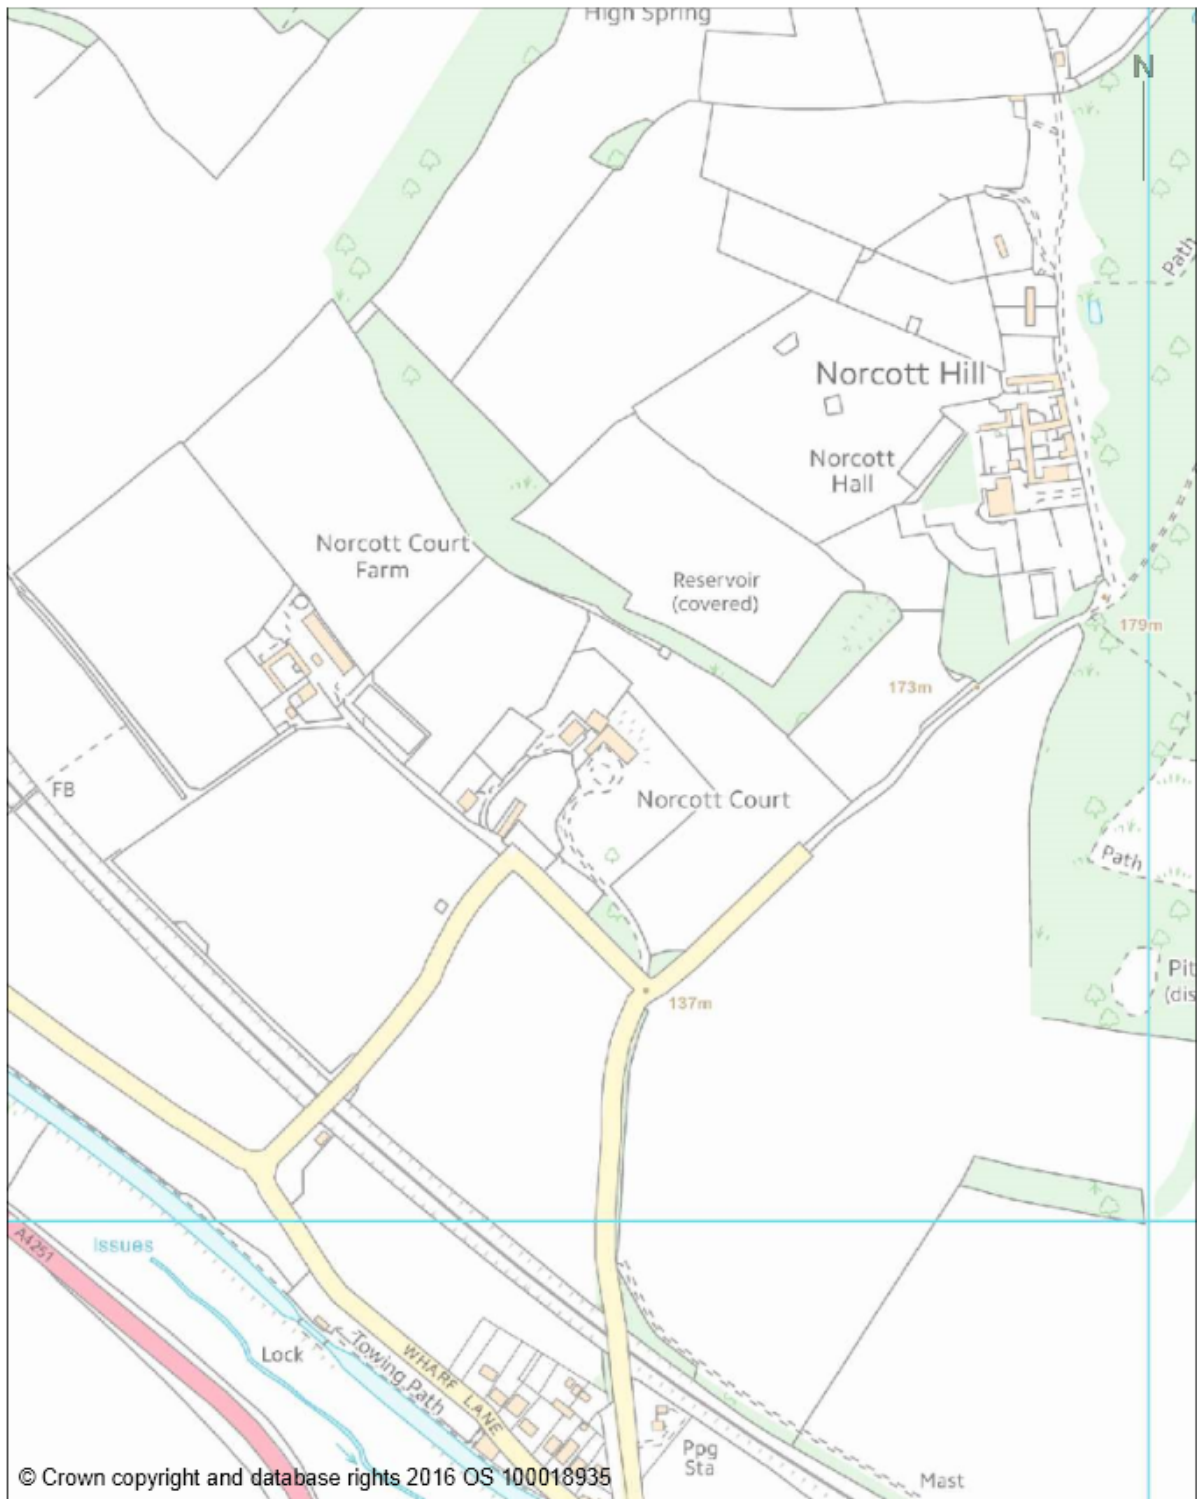 High Spring
N
Path
Norcott Hill
Norcott
Hall
Norcott Court
Farm
Reservoir
(covered)
179m
173m
FB
Norcott Court
Path
Pit
(dis
137m
A4251
Issues
Lock
Towing Path
WHARF LANE
Ppg
Sta
Mast
© Crown copyright and database rights 2016 OS 100018935